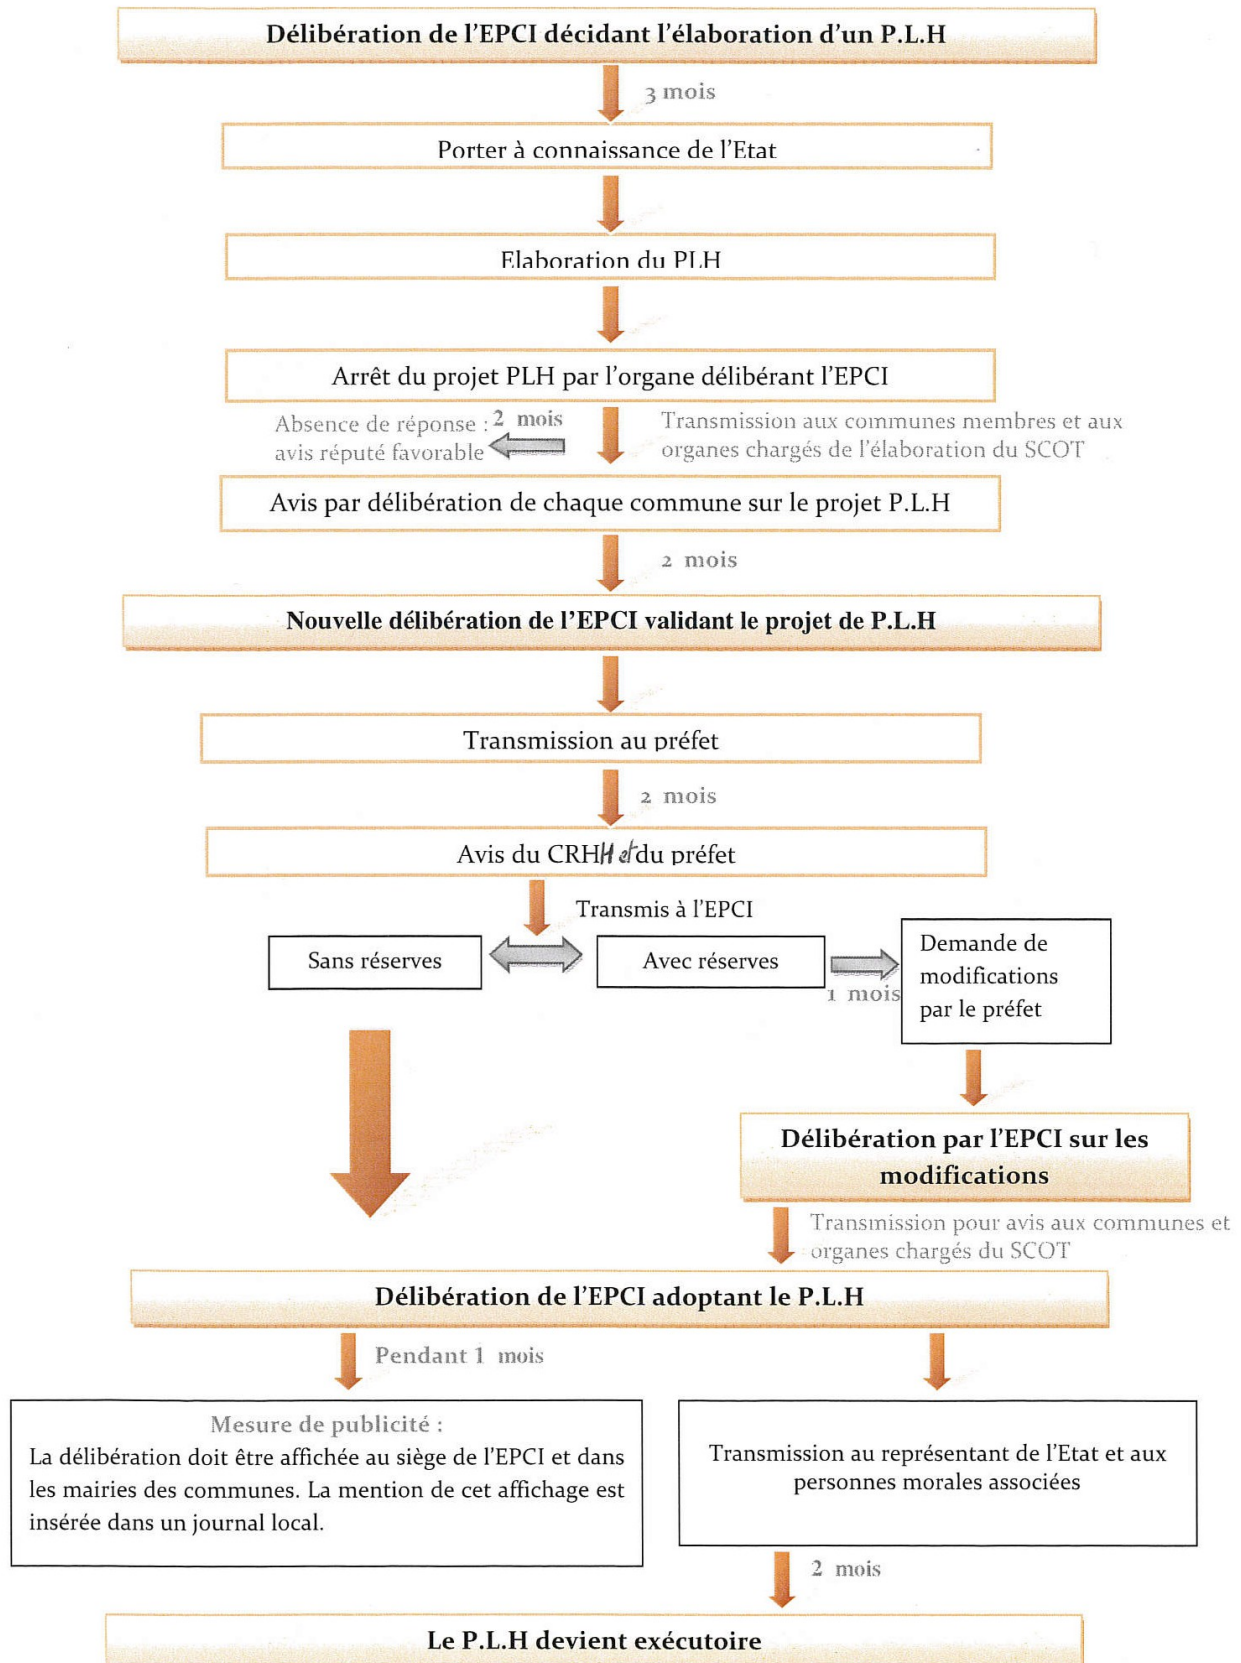 Délibération de l'EPCI décidant l'élaboration d'un P.L.H
3 mois
Porter à connaissance de l'Etat
Elaboration du PLH
Arrêt du projet PLH par l'organe délibérant l'EPCI
Absence de réponse :
avis réputé favorable
2 mois
Transmission aux communes membres et aux
organes chargés de l'élaboration du SCOT
Avis par délibération de chaque commune sur le projet P.L.H
2 mois
Nouvelle délibération de l'EPCI validant le projet de P.L.H
Transmission au préfet
2 mois
Avis du CRHH et du préfet
Transmis à l'EPCI
Sans réserves
Avec réserves
1 mois
Demande de
modifications
par le préfet
Délibération par l'EPCI sur les
modifications
Transmission pour avis aux communes et
organes chargés du SCOT
Délibération de l'EPCI adoptant le P.L.H
Pendant 1 mois
Mesure de publicité :
La délibération doit être affichée au siège de l'EPCI et dans
les mairies des communes. La mention de cet affichage est
insérée dans un journal local.
Transmission au représentant de l'Etat et aux
personnes morales associées
2 mois
Le P.L.H devient exécutoire